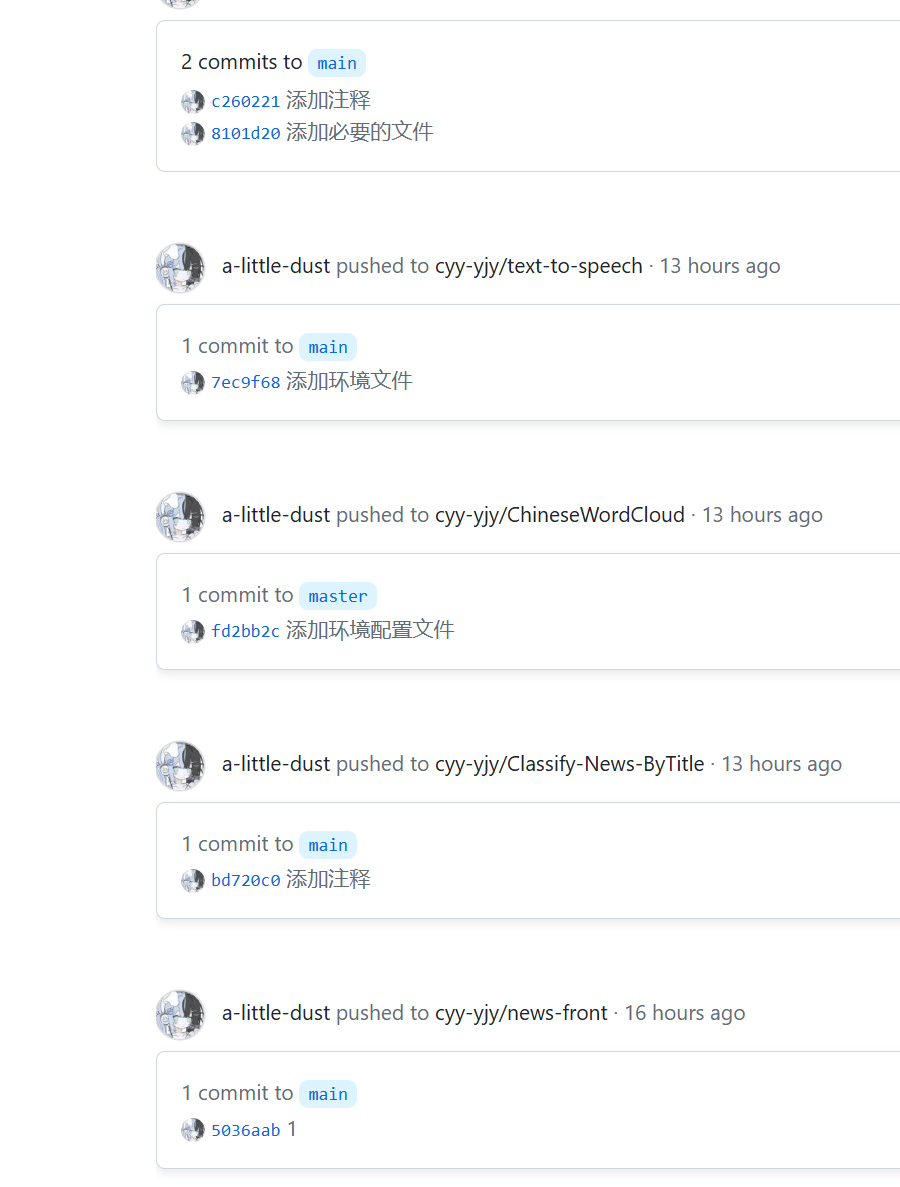 2 commits to main
c260221 添加注释
8101d20 添加必要的文件
a-little-dust pushed to cyy-yjy/text-to-speech · 13 hours ago
1 commit to main
7ec9f68 添加环境文件
a-little-dust pushed to cyy-yjy/ChineseWordCloud · 13 hours ago
1 commit to master
fd2bb2c 添加环境配置文件
a-little-dust pushed to cyy-yjy/Classify-News-ByTitle · 13 hours ago
1 commit to main
bd720c0 添加注释
a-little-dust pushed to cyy-yjy/news-front · 16 hours ago
1 commit to main
5036aab 1